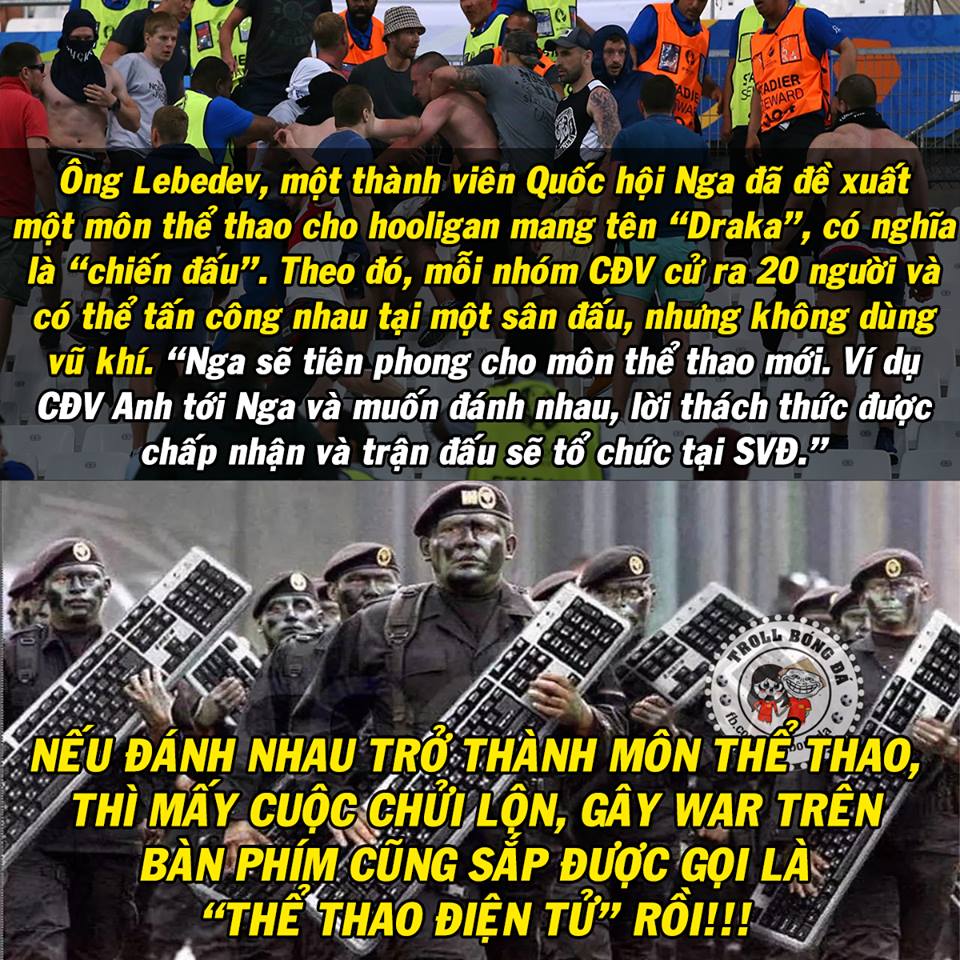 STADIER
STEWARD
Ông Lebedev, một thành viên Quốc hội Nga đã đề xuất
một môn thể thao cho hooligan mang tên “Draka”, có nghĩa
là “chiến đấu”. Theo đó, mỗi nhóm CĐV cử ra 20 người và
có thể tấn công nhau tại một sân đấu, nhưng không dùng
vũ khí. “Nga sẽ tiên phong cho môn thể thao mới. Ví dụ
CĐV Anh tới Nga và muốn đánh nhau, lời thách thức được
chấp nhận và trận đấu sẽ tổ chức tại SVĐ.”
TROLL BÓNG ĐÁ
NẾU ĐÁNH NHAU TRỞ THÀNH MÔN THỂ THAO,
THÌ MẤY CUỘC CHỬI LỘN, GÂY WAR TRÊN
BÀN PHÍM CŨNG SẮP ĐƯỢC GỌI LÀ
“THỂ THAO ĐIỆN TỬ” RỒI!!!